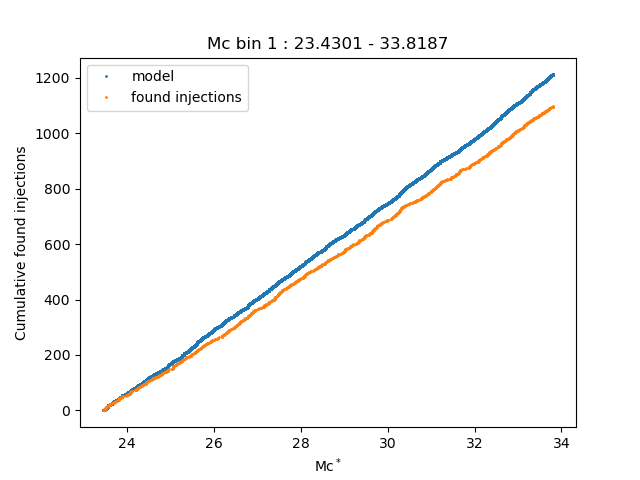 Mc bin 1 : 23.4301 - 33.8187
model
found injections
Cumulative found injections
1200
1000
800
600
400
200
0
24 26 28 30 32 34
Mc*